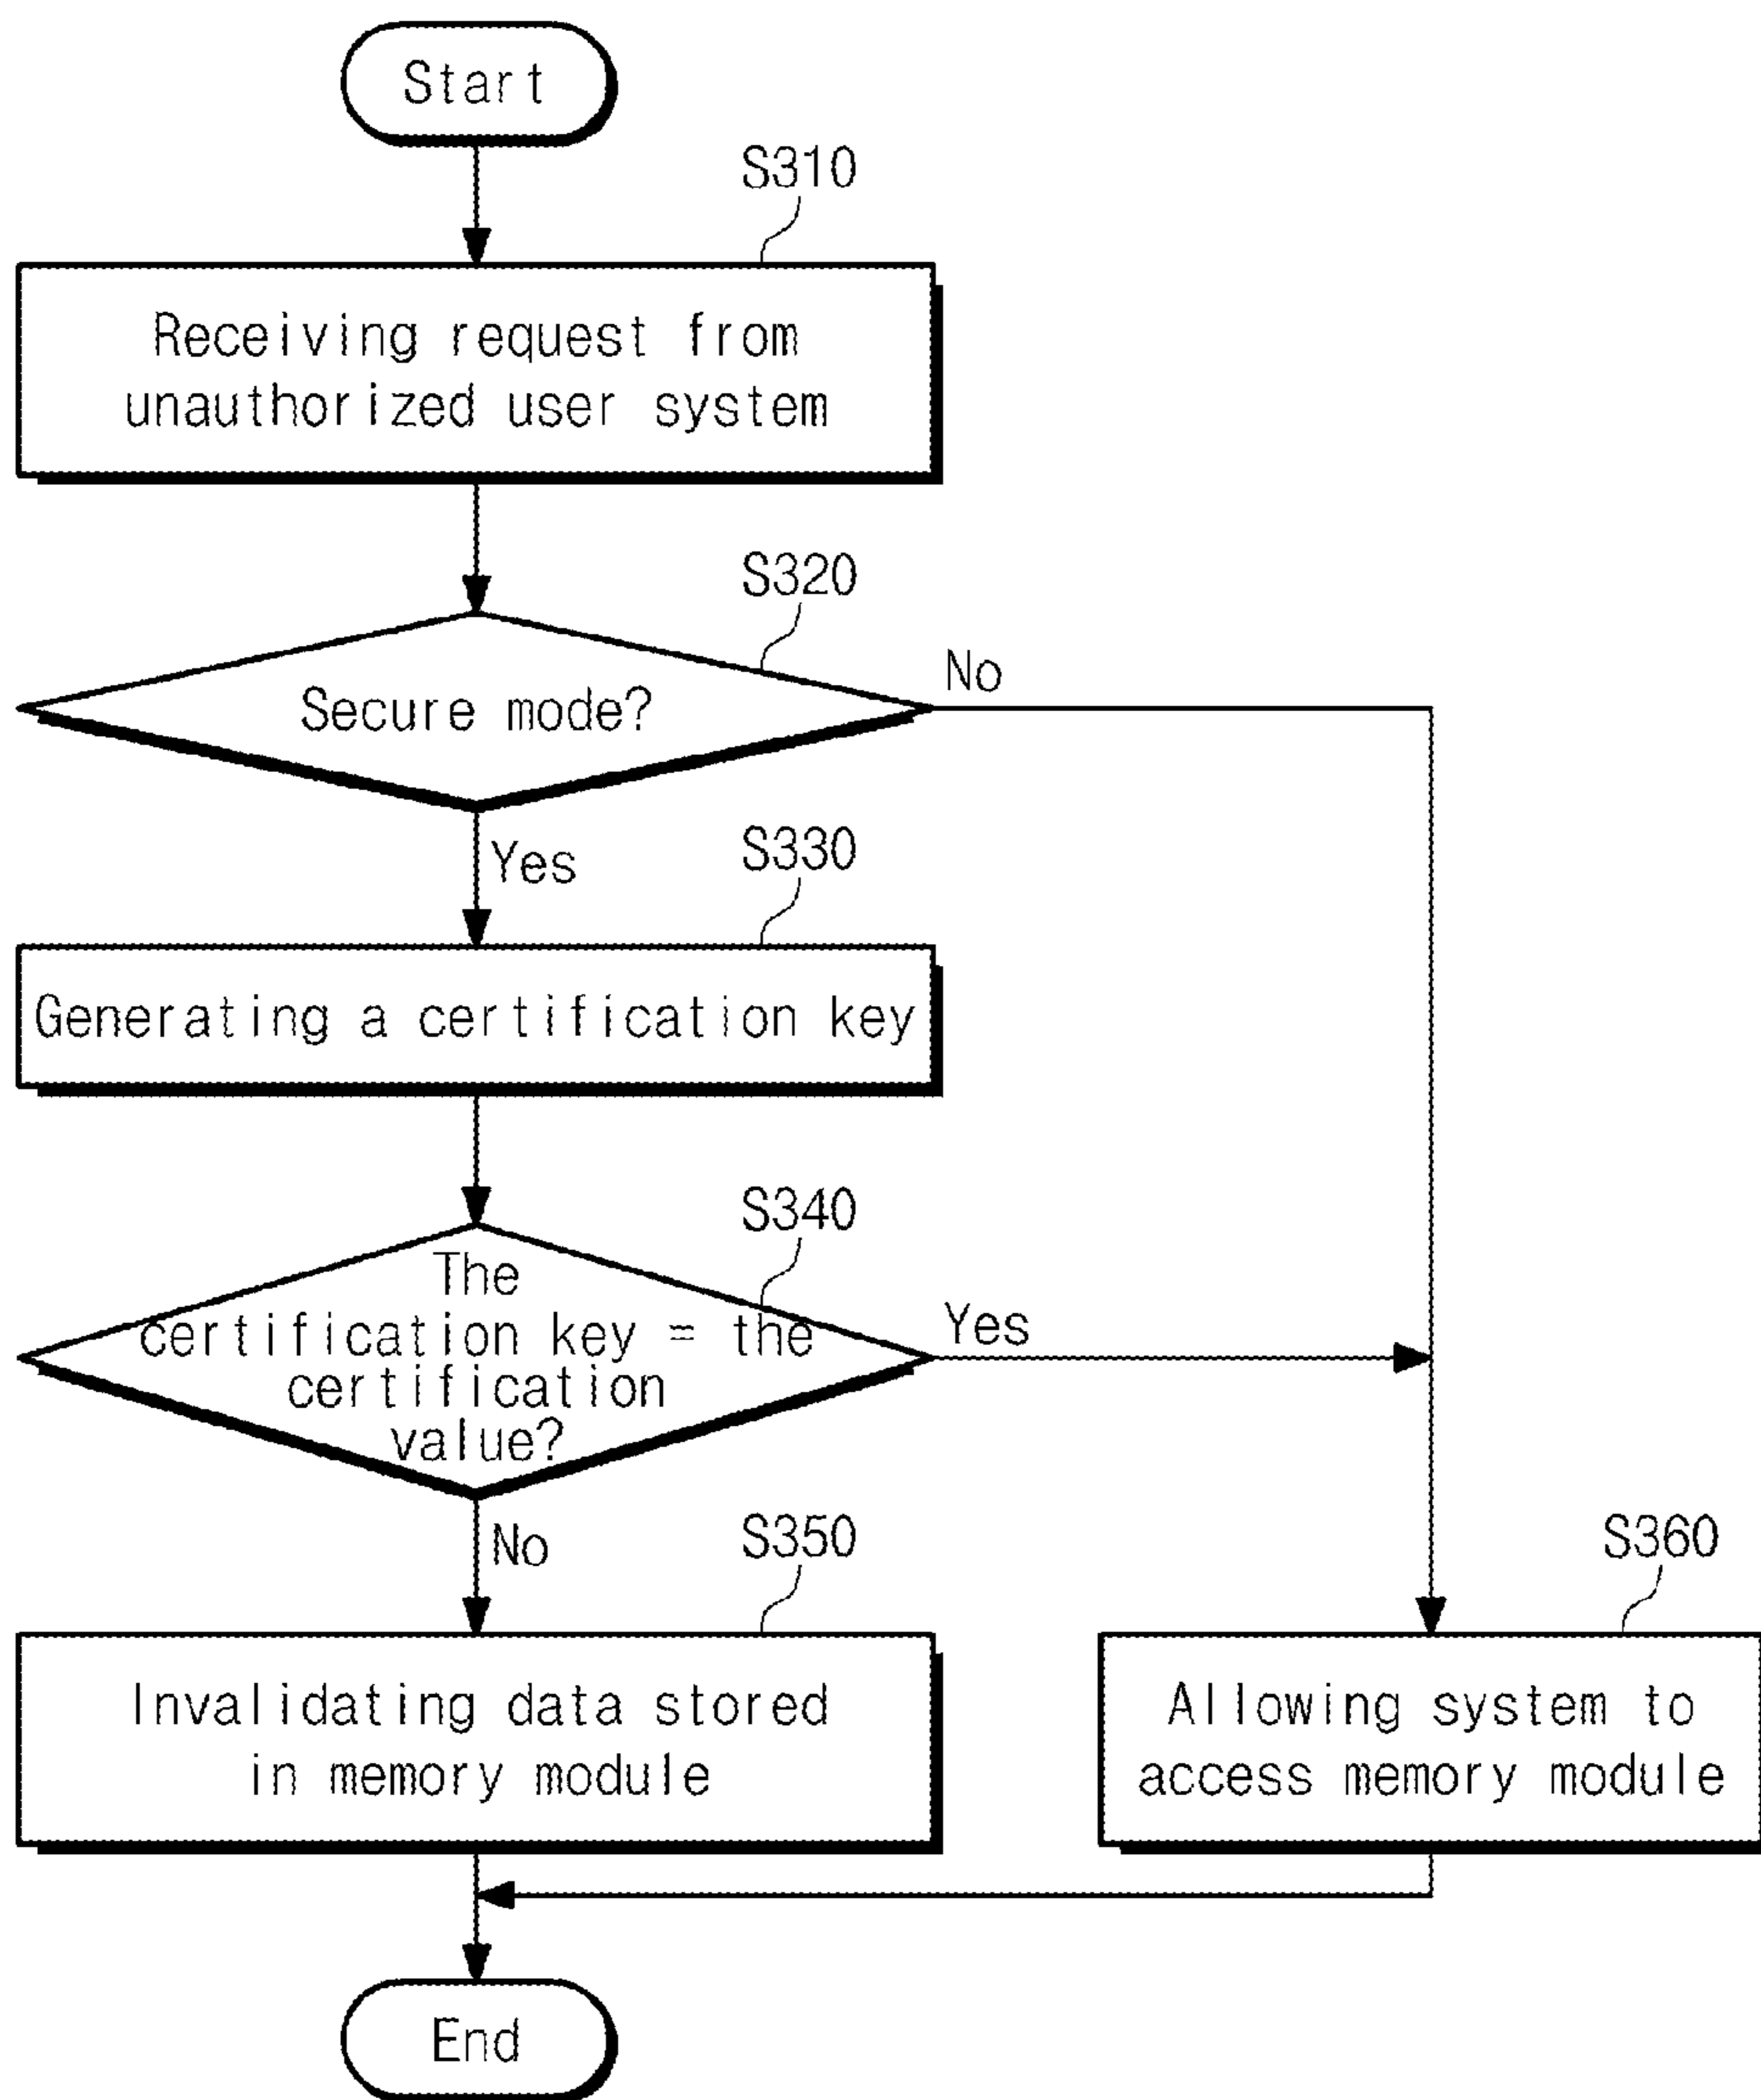 Start
S310
Receiving request from
unauthorized user system
S320
Secure mode?
No
Yes
S330
Generating a certification key
S340
The
certification key = the
certification
value?
Yes
No
S350
Invalidating data stored
in memory module
S360
Allowing system to
access memory module
End